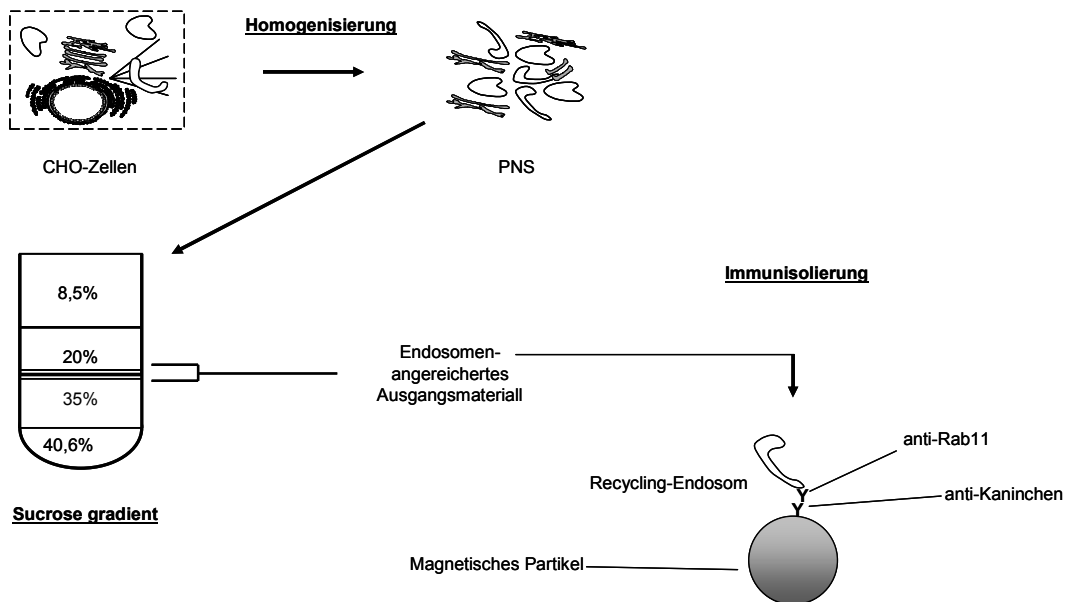 Homogenisierung
CHO-Zellen
PNS
8,5%
20%
35%
40,6%
Sucrose gradient
Endosomen-
angereichertes
Ausgangsmateriall
Immunisolierung
anti-Rab11
Recycling-Endosom
anti-Kaninchen
Magnetisches Partikel